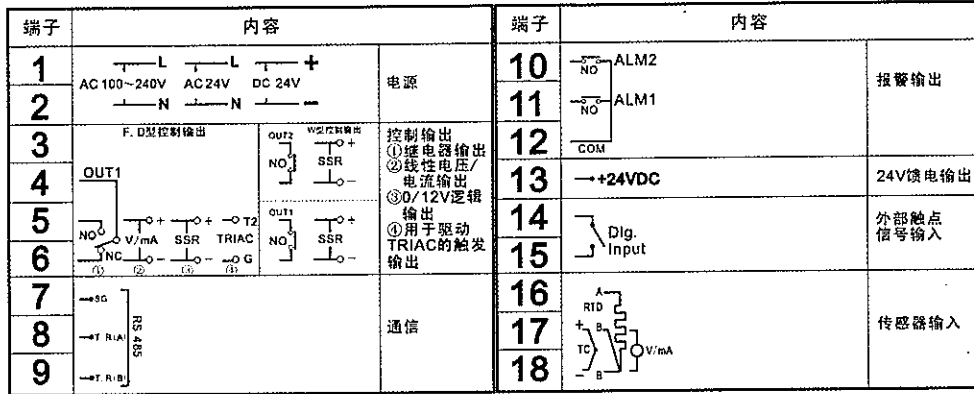 端子 内容
1
2
L L +
AC 100~240V AC 24V DC 24V
N N −
电源
3
4
5
6
F. D型控制输出
OUT1
NO
NC
+ + T2
V/mA SSR TRIAC
− − G
① ② ③ ④
W型控制输出
OUT2
NO
+
SSR
−
OUT1
NO
+
SSR
−
控制输出
①继电器输出
②线性电压/
电流输出
③0/12V逻辑
输出
④用于驱动
TRIAC的触发
输出
7
8
9
SG
T. R(A)
T. R(B)
RS 485
通信
端子 内容
10
11
12
NO
ALM2
NO
ALM1
COM
报警输出
13
+24VDC
24V馈电输出
14
15
Dig.
Input
外部触点
信号输入
16
17
18
A
RTD
+ B
TC
V/mA
− B
传感器输入